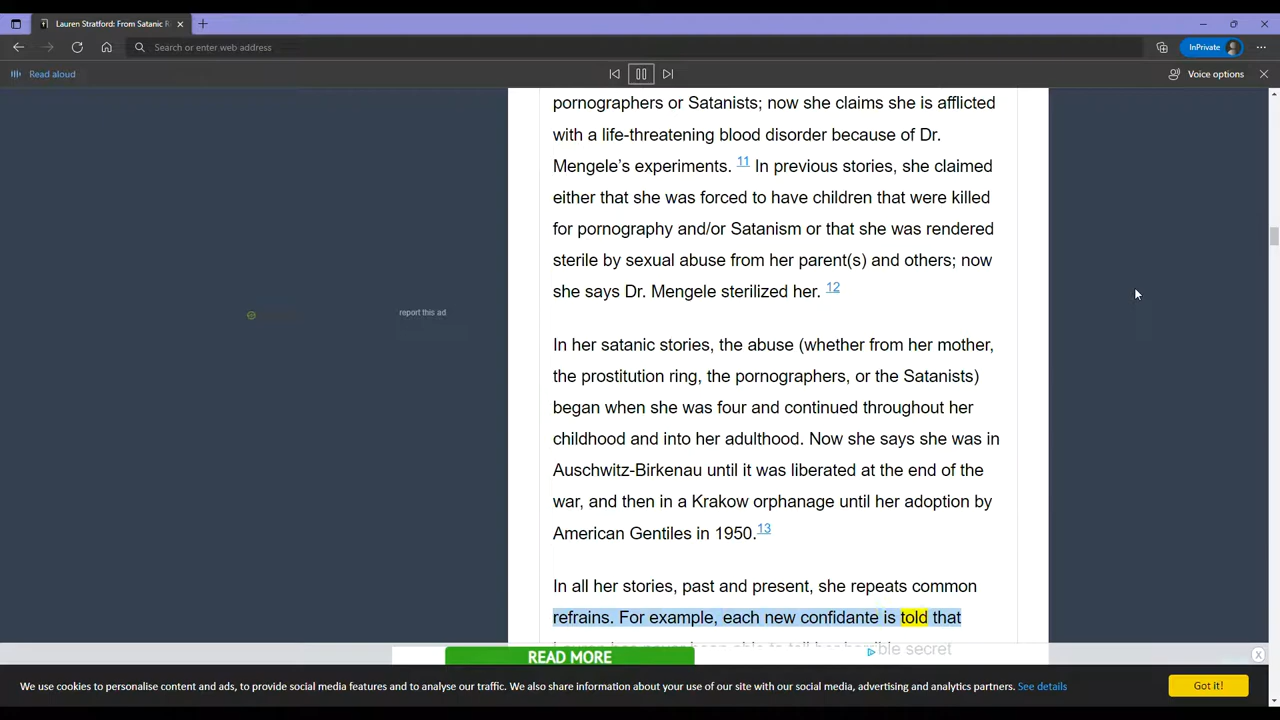 Lauren Stratford: From Satanic R
Search or enter web address
InPrivate
Read aloud
Voice options
pornographers or Satanists; now she claims she is afflicted
with a life-threatening blood disorder because of Dr.
Mengele’s experiments. 11 In previous stories, she claimed
either that she was forced to have children that were killed
for pornography and/or Satanism or that she was rendered
sterile by sexual abuse from her parent(s) and others; now
she says Dr. Mengele sterilized her. 12
report this ad
In her satanic stories, the abuse (whether from her mother,
the prostitution ring, the pornographers, or the Satanists)
began when she was four and continued throughout her
childhood and into her adulthood. Now she says she was in
Auschwitz-Birkenau until it was liberated at the end of the
war, and then in a Krakow orphanage until her adoption by
American Gentiles in 1950.13
In all her stories, past and present, she repeats common
refrains. For example, each new confidante is told that
to tell her horrible secret
READ MORE
We use cookies to personalise content and ads, to provide social media features and to analyse our traffic. We also share information about your use of our site with our social media, advertising and analytics partners. See details
Got it!